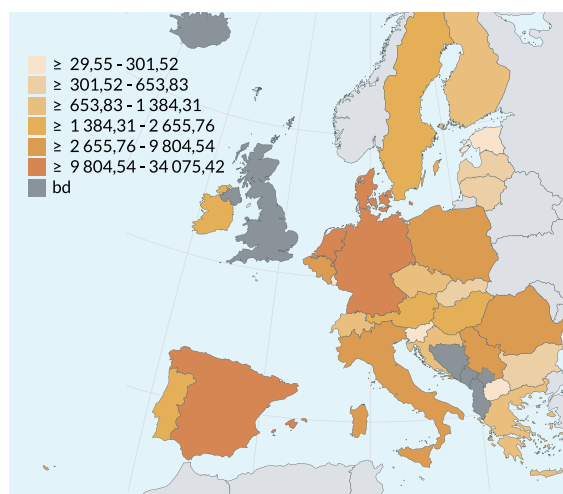 ≥ 29,55 - 301,52
≥ 301,52 - 653,83
≥ 653,83 - 1 384,31
≥ 1 384,31 - 2 655,76
≥ 2 655,76 - 9 804,54
≥ 9 804,54 - 34 075,42
bd